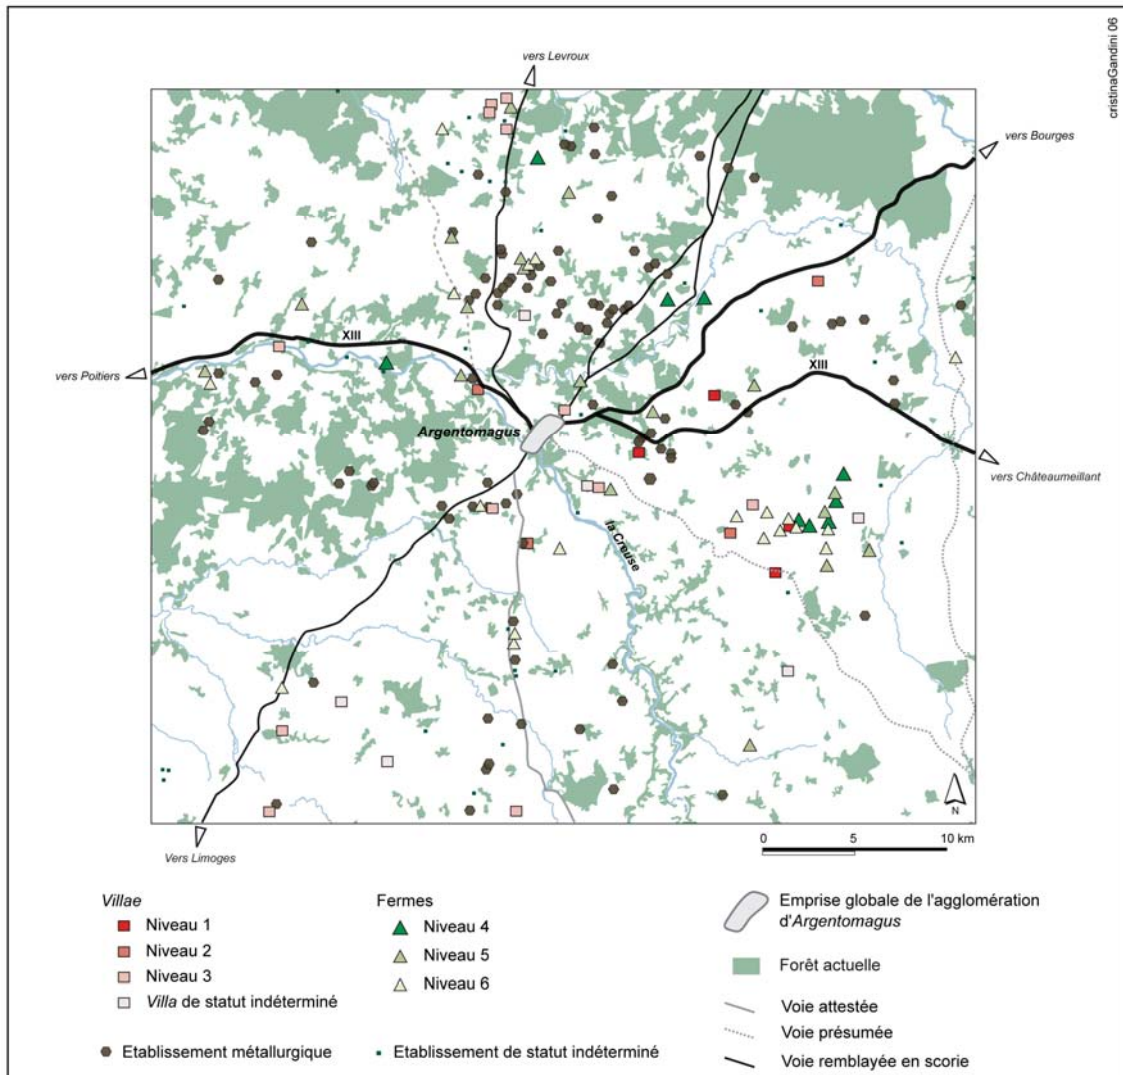 cristinaGandini 06
vers Levroux
vers Bourges
XIII
vers Poitiers
XIII
Argentomagus
vers Châteaumeillant
la Creuse
N
0 5 10 km
Vers Limoges
Villae
Niveau 1
Niveau 2
Niveau 3
Villa de statut indéterminé
Fermes
Niveau 4
Niveau 5
Niveau 6
Emprise globale de l'agglomération
d'Argentomagus
Forêt actuelle
Voie attestée
Voie présumée
Voie remblayée en scorie
Etablissement métallurgique
Etablissement de statut indéterminé